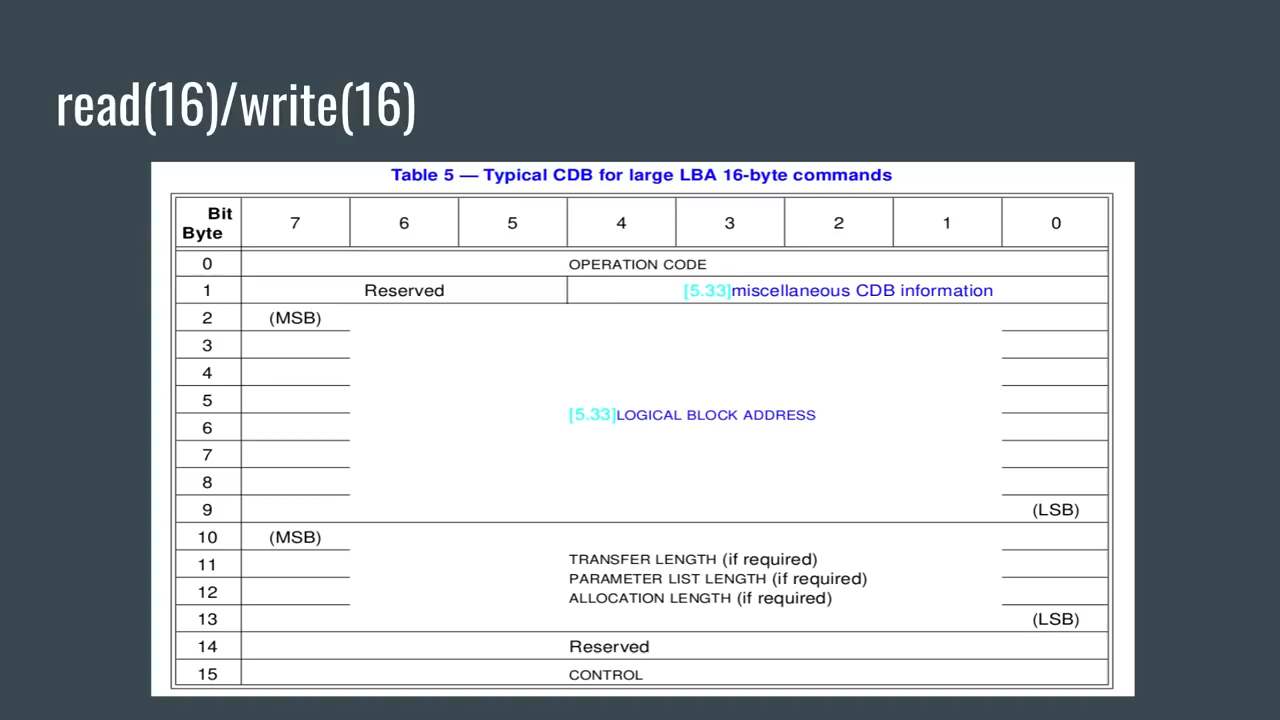 read(16)/write(16)
Table 5 — Typical CDB for large LBA 16-byte commands
Bit
Byte 7 6 5 4 3 2 1 0
0 OPERATION CODE
1 Reserved [5.33]miscellaneous CDB information
2 (MSB)
3
4
5
[5.33]LOGICAL BLOCK ADDRESS
6
7
8
9 (LSB)
10 (MSB)
11 TRANSFER LENGTH (if required)
PARAMETER LIST LENGTH (if required)
12 ALLOCATION LENGTH (if required)
13 (LSB)
14 Reserved
15 CONTROL